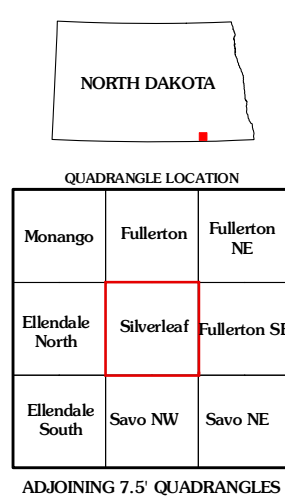 NORTH DAKOTA
QUADRANGLE LOCATION
Monango
Fullerton
Fullerton
NE
Ellendale
North
Silverleaf
Fullerton SE
Ellendale
South
Savo NW
Savo NE
ADJOINING 7.5' QUADRANGLES